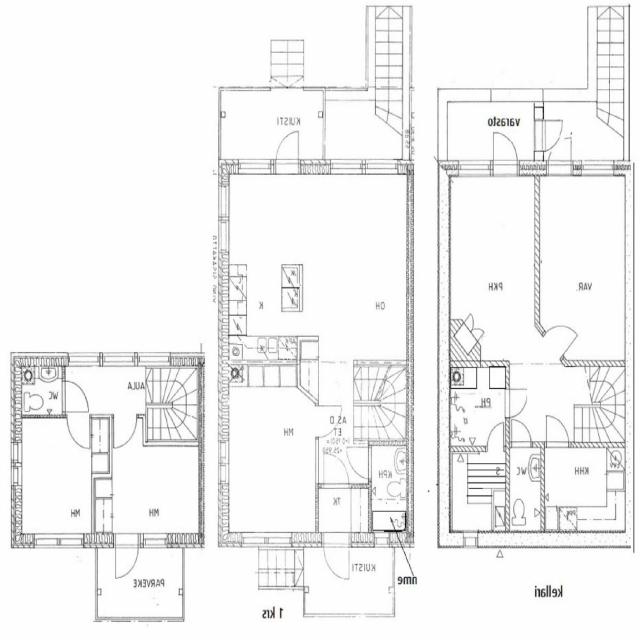 AULA
WC
MH
MH
PARVEKE
KUISTI
K
OH
MH
AS.D
ET
KPH
TK
KUISTI
1 krs
nme
varasto
PKH
VAR.
PH
S
WC
KHH
kellari